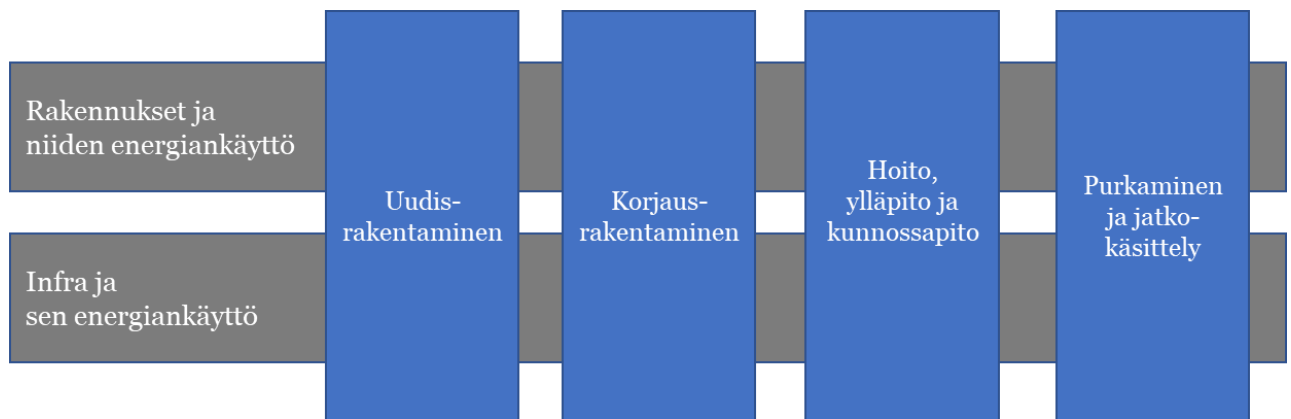 Rakennukset ja
niiden energiankäyttö
Infra ja
sen energiankäyttö
Uudis-
rakentaminen
Korjaus-
rakentaminen
Hoito,
ylläpito ja
kunnossapito
Purkaminen
ja jatko-
käsittely